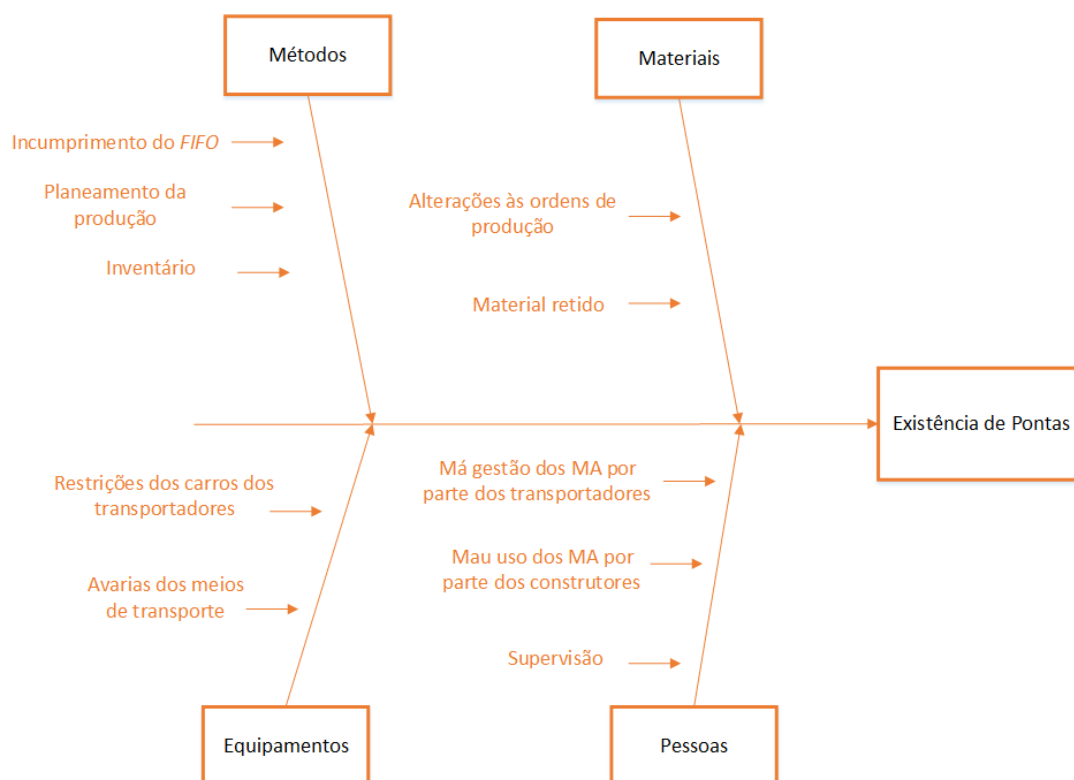 Métodos
Materiais
Incumprimento do FIFO
Planeamento da
produção
Inventário
Alterações às ordens de
produção
Material retido
Existência de Pontas
Restrições dos carros dos
transportadores
Avarias dos meios
de transporte
Má gestão dos MA por
parte dos transportadores
Mau uso dos MA por
parte dos construtores
Supervisão
Equipamentos
Pessoas